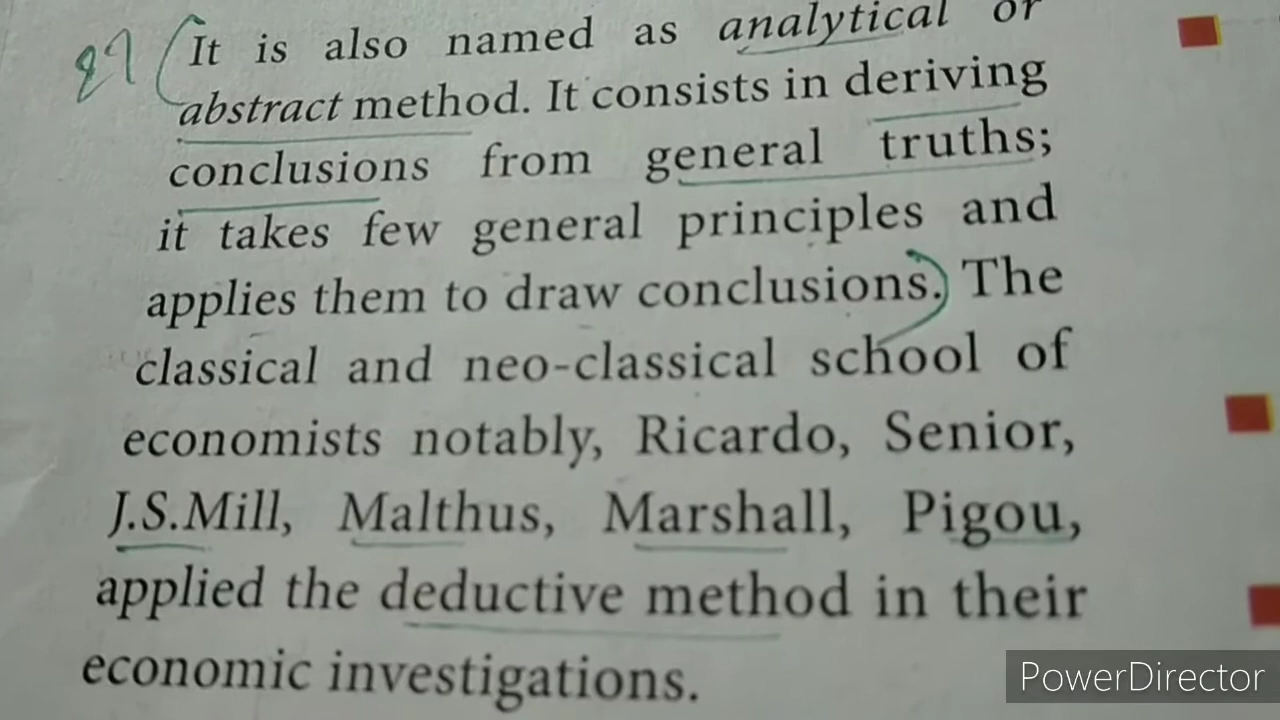 It is also named as analytical or
abstract method. It consists in deriving
conclusions from general truths;
it takes few general principles and
applies them to draw conclusions. The
classical and neo-classical school of
economists notably, Ricardo, Senior,
J.S.Mill, Malthus, Marshall, Pigou,
applied the deductive method in their
economic investigations.
PowerDirector